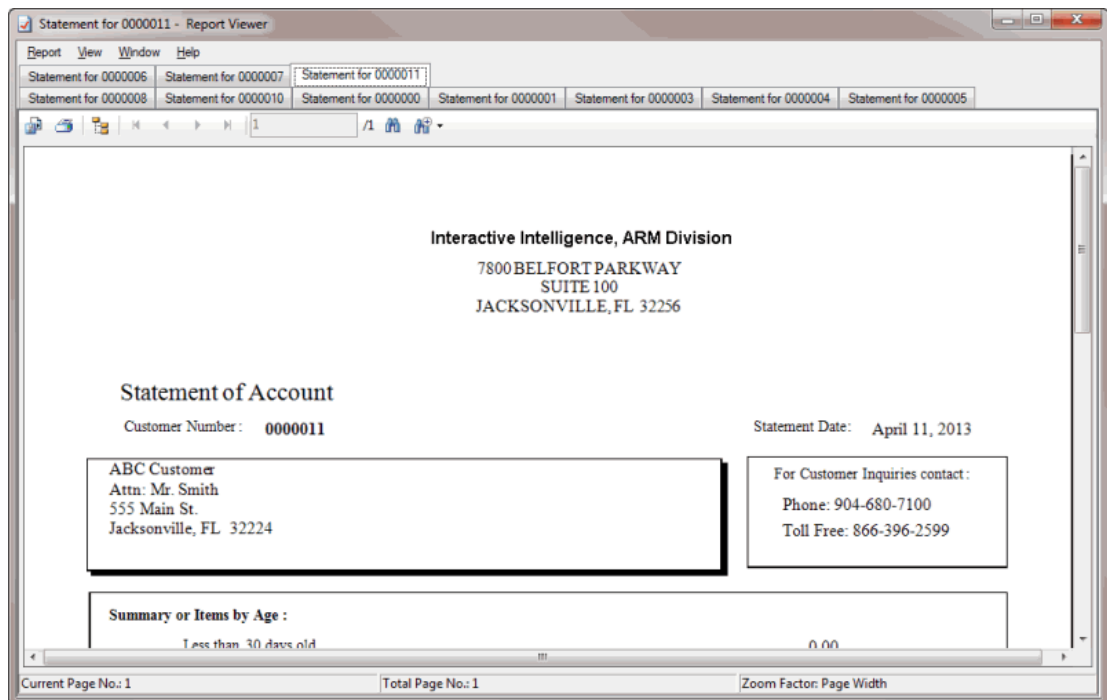 Statement for 0000011 - Report Viewer
Report View Window Help
Statement for 0000006 Statement for 0000007 Statement for 0000011
Statement for 0000008 Statement for 0000010 Statement for 0000000 Statement for 0000001 Statement for 0000003 Statement for 0000004 Statement for 0000005
1 /1
Interactive Intelligence, ARM Division
7800 BELFORT PARKWAY
SUITE 100
JACKSONVILLE, FL 32256
Statement of Account
Customer Number: 0000011 Statement Date: April 11, 2013
ABC Customer
Attn: Mr. Smith
555 Main St.
Jacksonville, FL 32224
For Customer Inquiries contact:
Phone: 904-680-7100
Toll Free: 866-396-2599
Summary or Items by Age :
Less than 30 days old 0.00
Current Page No.: 1 Total Page No.: 1 Zoom Factor: Page Width